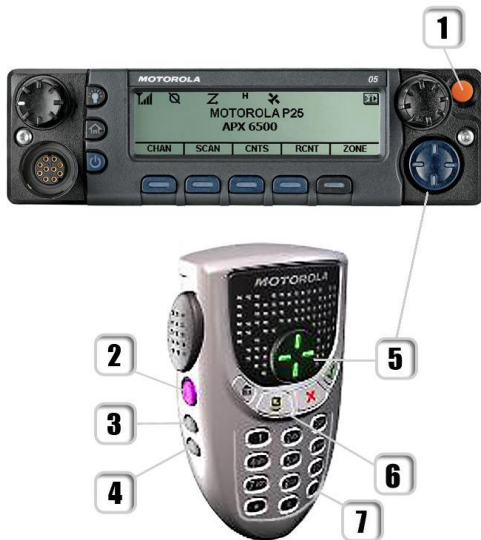 1
MOTOROLA 05
H
MOTOROLA P25
APX 6500
CHAN SCAN CNTS RCNT ZONE
MOTOROLA
2
5
3
4
6
7